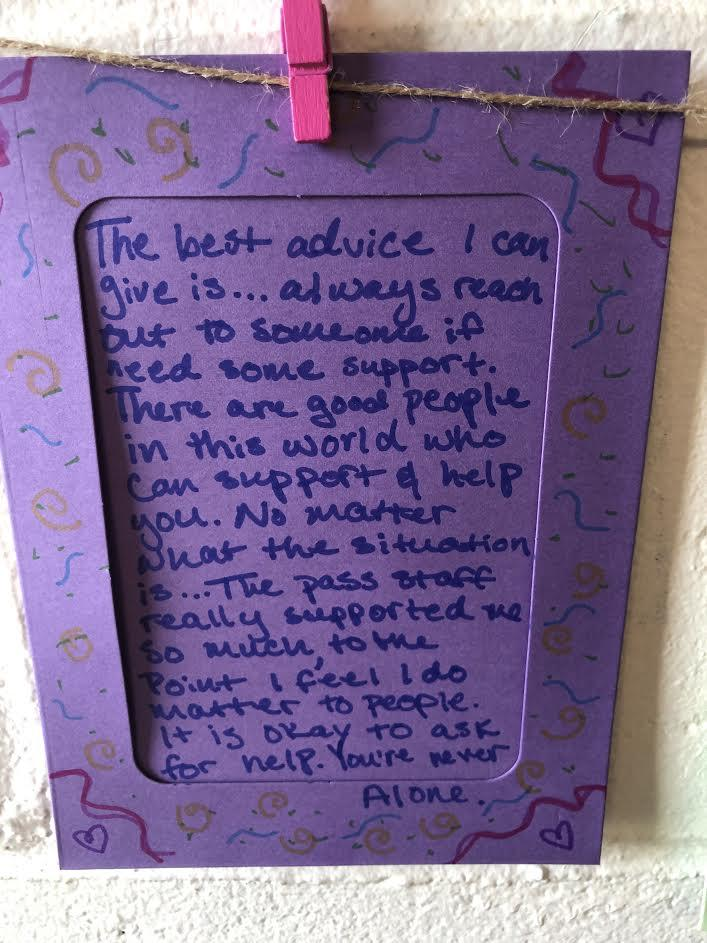 The best advice I can
give is... always reach
out to someone if
need some support.
There are good people
in this world who
can support & help
you. No matter
what the situation
is...The pass staff
really supported me
so much, to the
point I feel I do
matter to people.
It is okay to ask
for help. You're never
Alone.